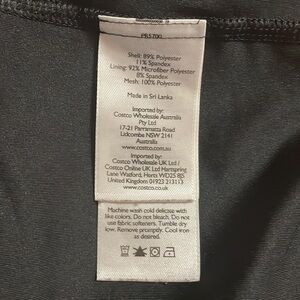 PR5700
Shell: 89% Polyester
11% Spandex
Lining: 92% Microfiber Polyester
8% Spandex
Mesh: 100% Polyester
Made in Sri Lanka
Imported by:
Costco Wholesale Australia
Pty Ltd
17-21 Parramatta Road
Lidcombe NSW 2141
Australia
www.costco.com.au
Imported by:
Costco Wholesale UK Ltd /
Costco Online UK Ltd Hartspring
Lane Watford, Herts WD25 8JS
United Kingdom 01923 213113
www.costco.co.uk
Machine wash cold delicate with
like colors. Do not bleach. Do not
use fabric softeners. Tumble dry
low. Remove promptly. Cool iron
as desired.